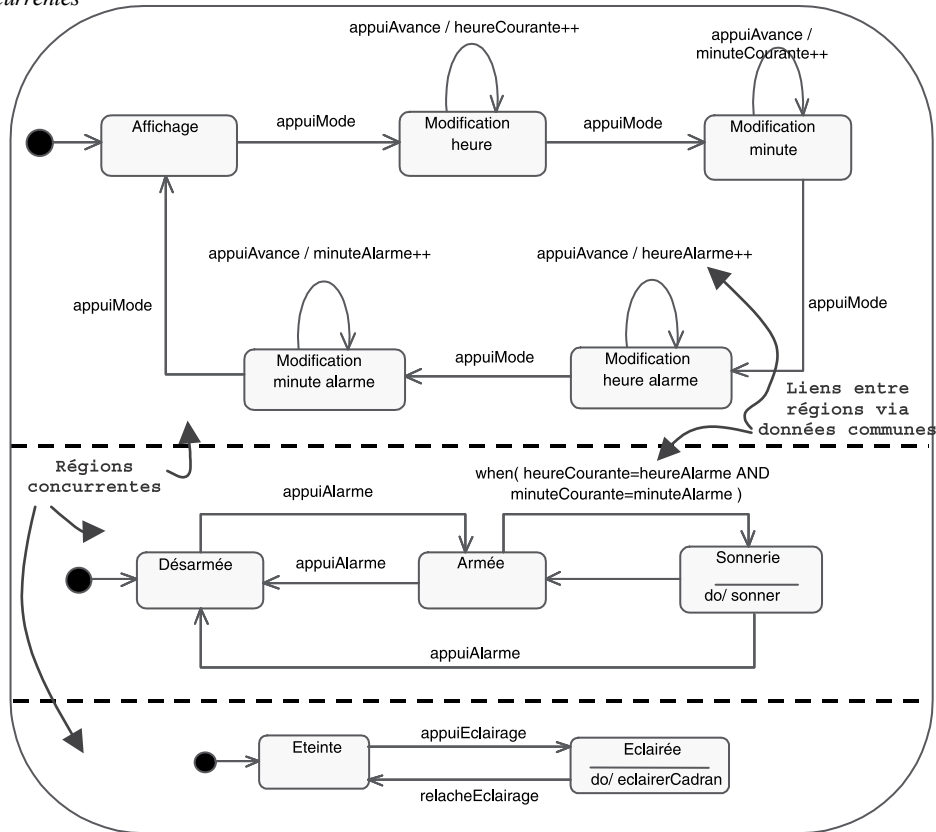 appuiAvance / heureCourante++
appuiAvance /
minuteCourante++
Affichage
appuiMode
Modification
heure
appuiMode
Modification
minute
appuiAvance / minuteAlarme++
appuiAvance / heureAlarme++
appuiMode
appuiMode
Modification
minute alarme
appuiMode
Modification
heure alarme
Liens entre
régions via
données communes
Régions
concurrentes
when( heureCourante=heureAlarme AND
minuteCourante=minuteAlarme )
appuiAlarme
Désarmée
appuiAlarme
Armée
Sonnerie
do/ sonner
appuiAlarme
appuiEclairage
Eteinte
Eclairée
do/ eclairerCadran
relacheEclairage